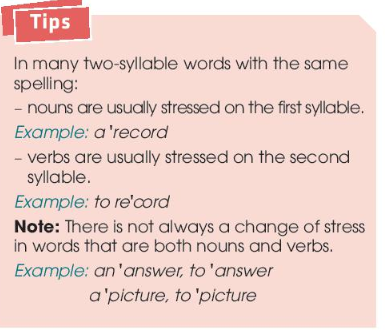 Tips
In many two-syllable words with the same
spelling:
– nouns are usually stressed on the first syllable.
Example: a 'record
– verbs are usually stressed on the second
syllable.
Example: to re'cord
Note: There is not always a change of stress
in words that are both nouns and verbs.
Example: an 'answer, to 'answer
a 'picture, to 'picture